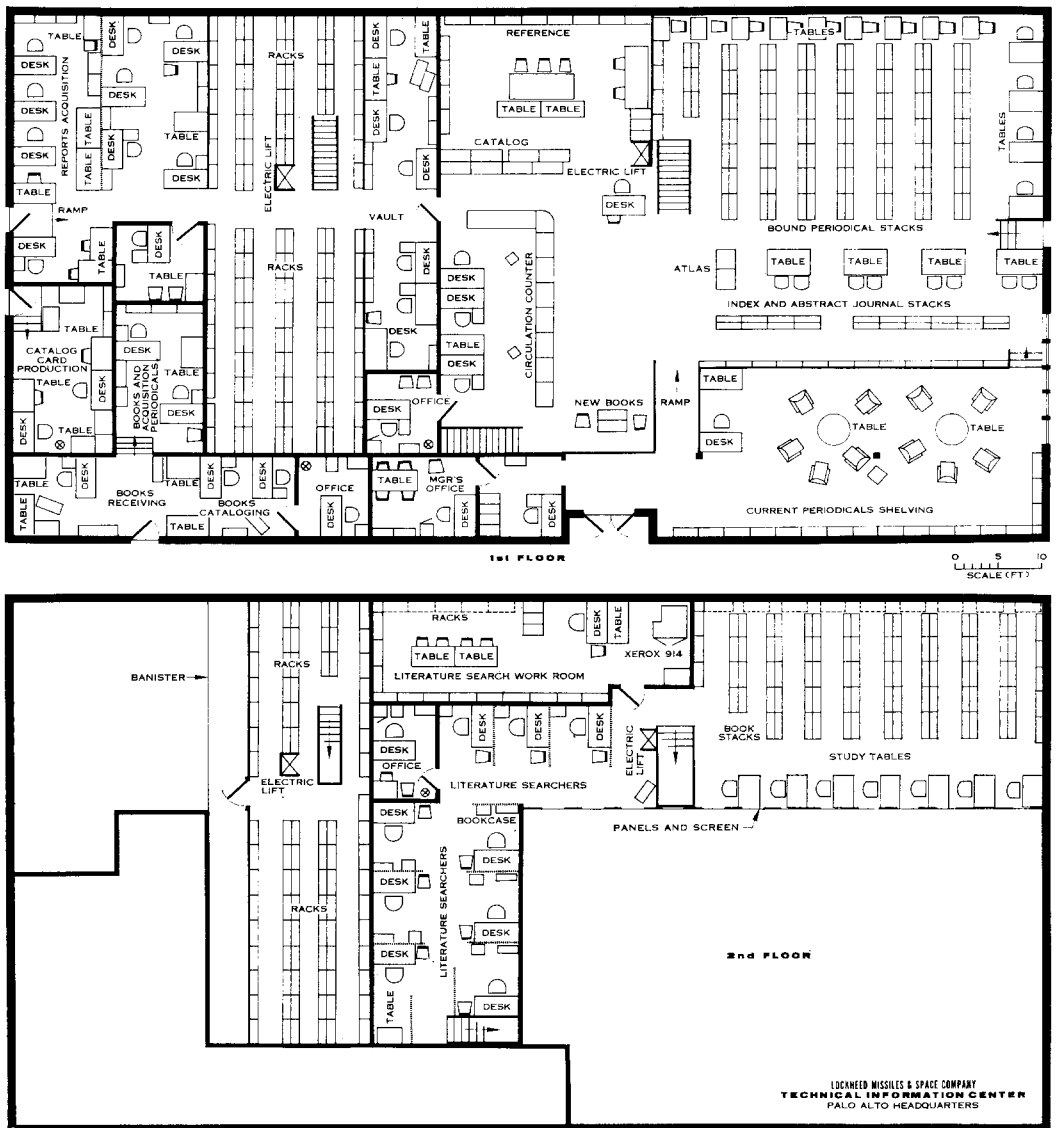 TABLE
DESK
DESK
DESK
RACKS
DESK
TABLE
REFERENCE
TABLES
DESK
DESK
DESK
DESK
REPORTS ACQUISITION
TABLE
TABLE
DESK
TABLE
DESK
TABLE
DESK
TABLE
TABLE
TABLES
CATALOG
TABLE
DESK
ELECTRIC LIFT
DESK
ELECTRIC LIFT
DESK
RAMP
VAULT
DESK
DESK
TABLE
DESK
TABLE
RACKS
DESK
BOUND PERIODICAL STACKS
ATLAS
TABLE
TABLE
TABLE
TABLE
DESK
DESK
CIRCULATION COUNTER
INDEX AND ABSTRACT JOURNAL STACKS
TABLE
CATALOG
CARD
PRODUCTION
TABLE
DESK
DESK
TABLE
TABLE
DESK
BOOKS AND
ACQUISITION
PERIODICALS
TABLE
DESK
DESK
TABLE
DESK
DESK
OFFICE
NEW BOOKS
RAMP
TABLE
DESK
TABLE
TABLE
TABLE
TABLE
DESK
BOOKS
RECEIVING
TABLE
TABLE
DESK
BOOKS
CATALOGING
DESK
OFFICE
DESK
TABLE
MGR'S
OFFICE
DESK
DESK
CURRENT PERIODICALS SHELVING
1st FLOOR
0 5 10
SCALE (FT)
RACKS
RACKS
DESK
TABLE
BANISTER
TABLE
TABLE
XEROX 914
LITERATURE SEARCH WORK ROOM
DESK
OFFICE
DESK
DESK
DESK
ELECTRIC
LIFT
BOOK
STACKS
STUDY TABLES
ELECTRIC
LIFT
LITERATURE SEARCHERS
DESK
BOOKCASE
PANELS AND SCREEN
DESK
DESK
LITERATURE SEARCHERS
RACKS
DESK
DESK
TABLE
DESK
2nd FLOOR
LOCKHEED MISSILES & SPACE COMPANY
TECHNICAL INFORMATION CENTER
PALO ALTO HEADQUARTERS